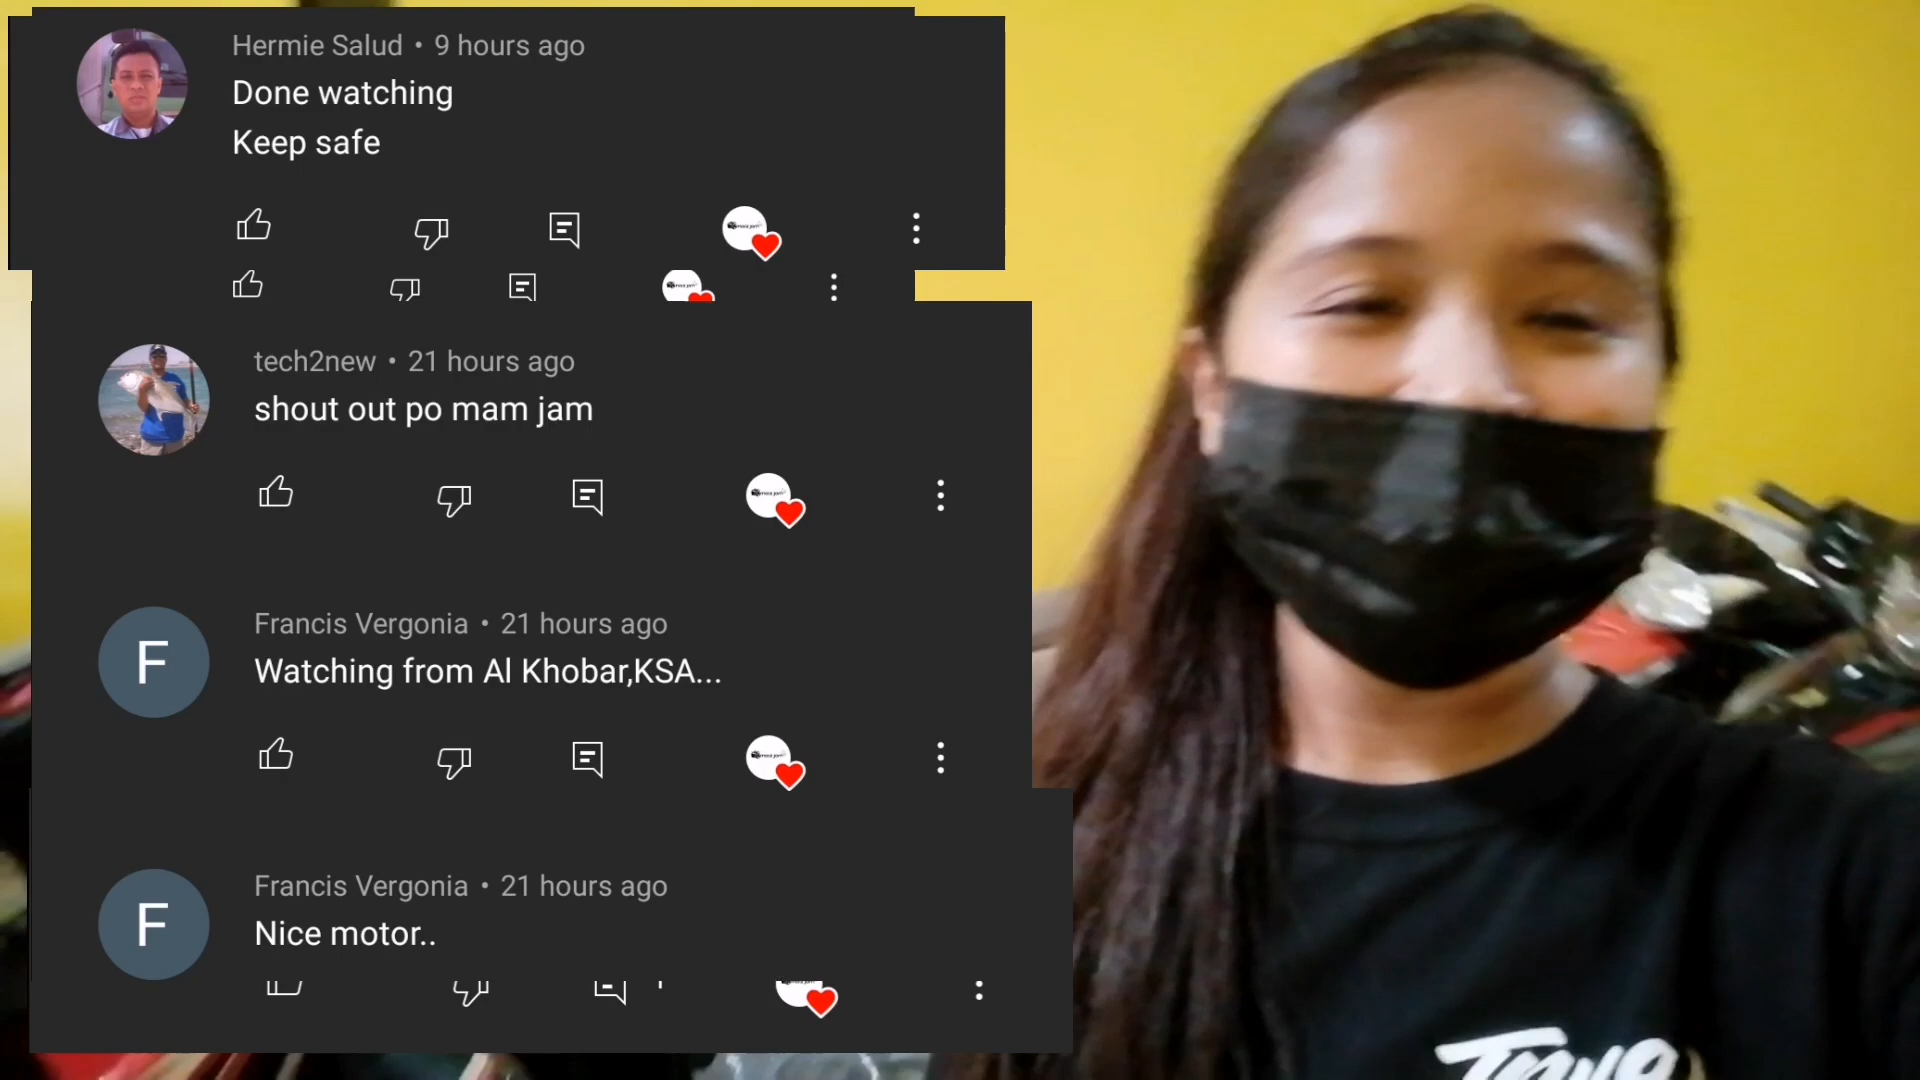 Hermie Salud • 9 hours ago
Done watching
Keep safe
tech2new • 21 hours ago
shout out po mam jam
F
Francis Vergonia • 21 hours ago
Watching from Al Khobar,KSA...
F
Francis Vergonia • 21 hours ago
Nice motor..